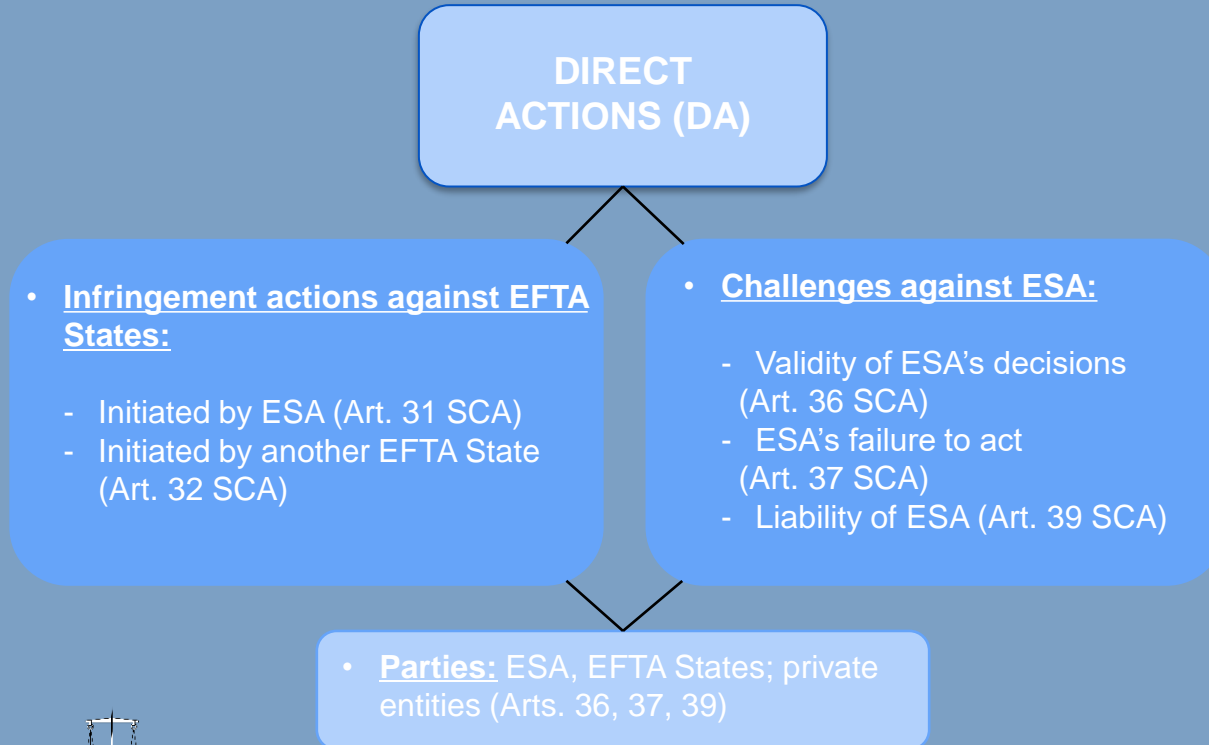 DIRECT
ACTIONS (DA)
• Infringement actions against EFTA
States:
- Initiated by ESA (Art. 31 SCA)
- Initiated by another EFTA State
(Art. 32 SCA)
• Challenges against ESA:
- Validity of ESA’s decisions
(Art. 36 SCA)
- ESA’s failure to act
(Art. 37 SCA)
- Liability of ESA (Art. 39 SCA)
• Parties: ESA, EFTA States; private
entities (Arts. 36, 37, 39)